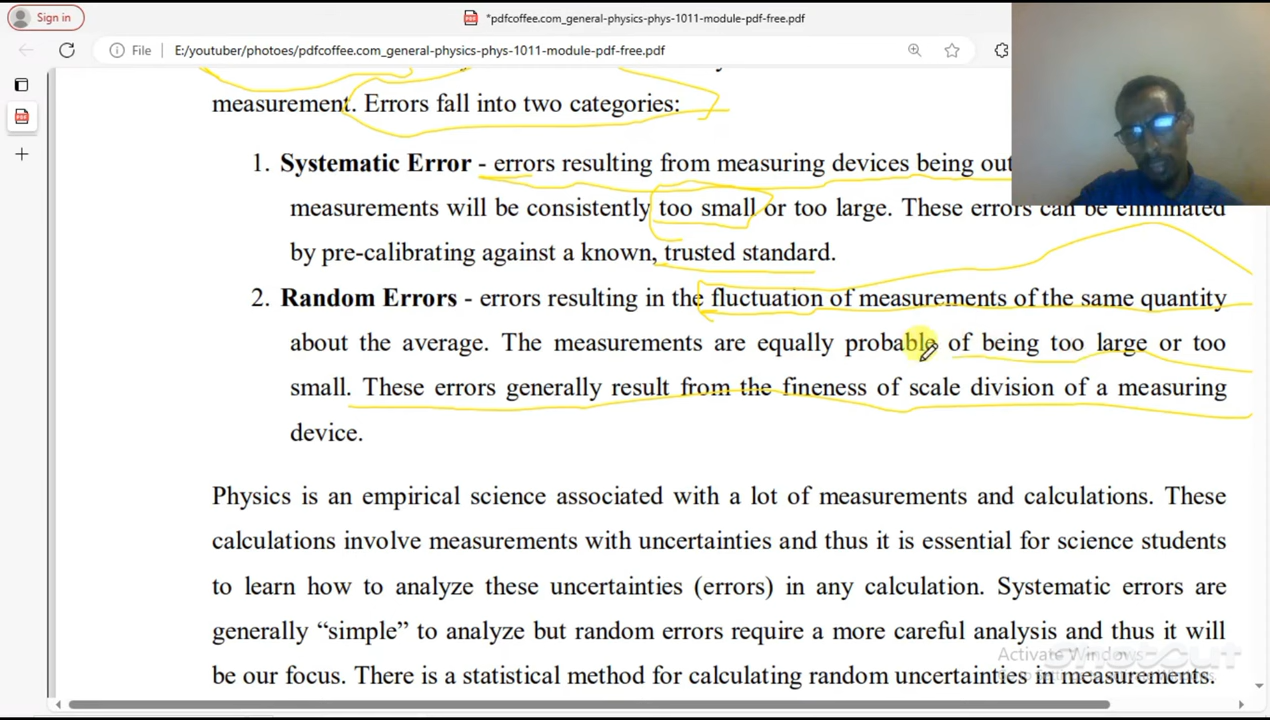 Sign in
*pdfcoffee.com_general-physics-phys-1011-module-pdf-free.pdf
File | E:/youtuber/photoes/pdfcoffee.com_general-physics-phys-1011-module-pdf-free.pdf
measurement. Errors fall into two categories:
1. Systematic Error - errors resulting from measuring devices being out
measurements will be consistently too small or too large. These errors can be eliminated
by pre-calibrating against a known, trusted standard.
2. Random Errors - errors resulting in the fluctuation of measurements of the same quantity
about the average. The measurements are equally probable of being too large or too
small. These errors generally result from the fineness of scale division of a measuring
device.
Physics is an empirical science associated with a lot of measurements and calculations. These
calculations involve measurements with uncertainties and thus it is essential for science students
to learn how to analyze these uncertainties (errors) in any calculation. Systematic errors are
generally “simple” to analyze but random errors require a more careful analysis and thus it will
Activate Windows
be our focus. There is a statistical method for calculating random uncertainties in measurements.